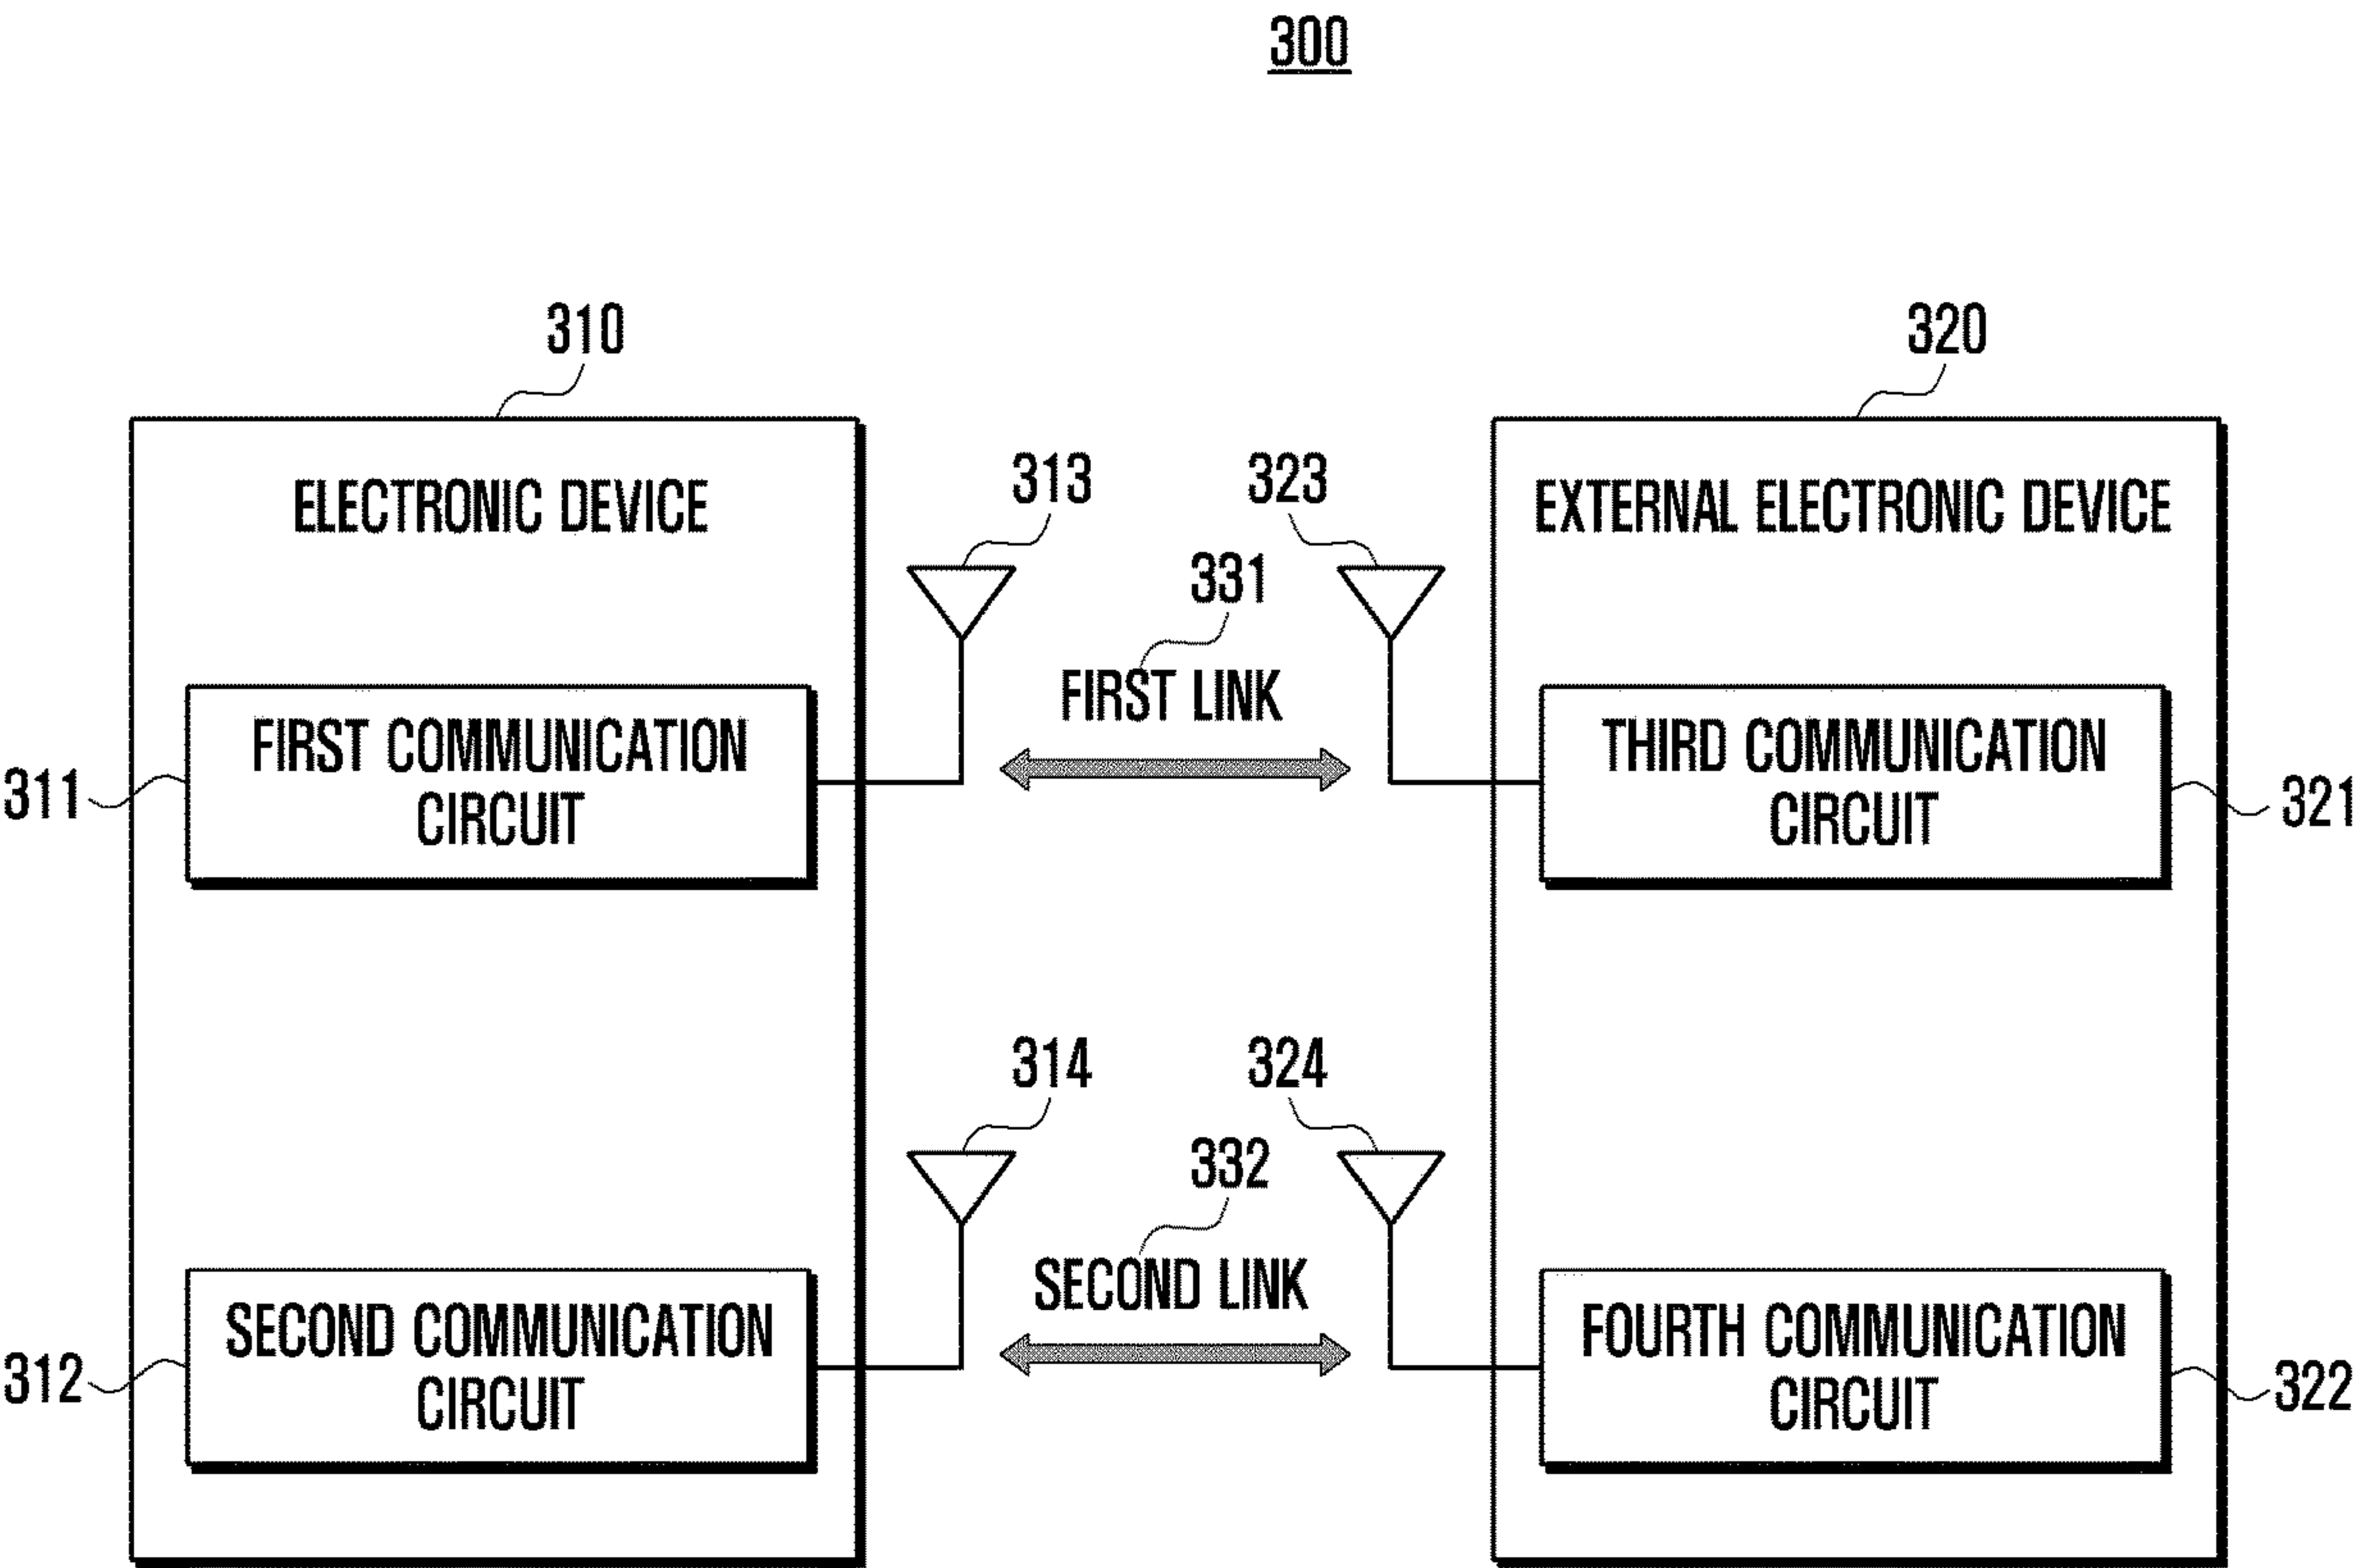 300
310
320
ELECTRONIC DEVICE
313
323
EXTERNAL ELECTRONIC DEVICE
331
FIRST LINK
FIRST COMMUNICATION
CIRCUIT
311
THIRD COMMUNICATION
CIRCUIT
321
314
324
332
SECOND LINK
SECOND COMMUNICATION
CIRCUIT
312
FOURTH COMMUNICATION
CIRCUIT
322